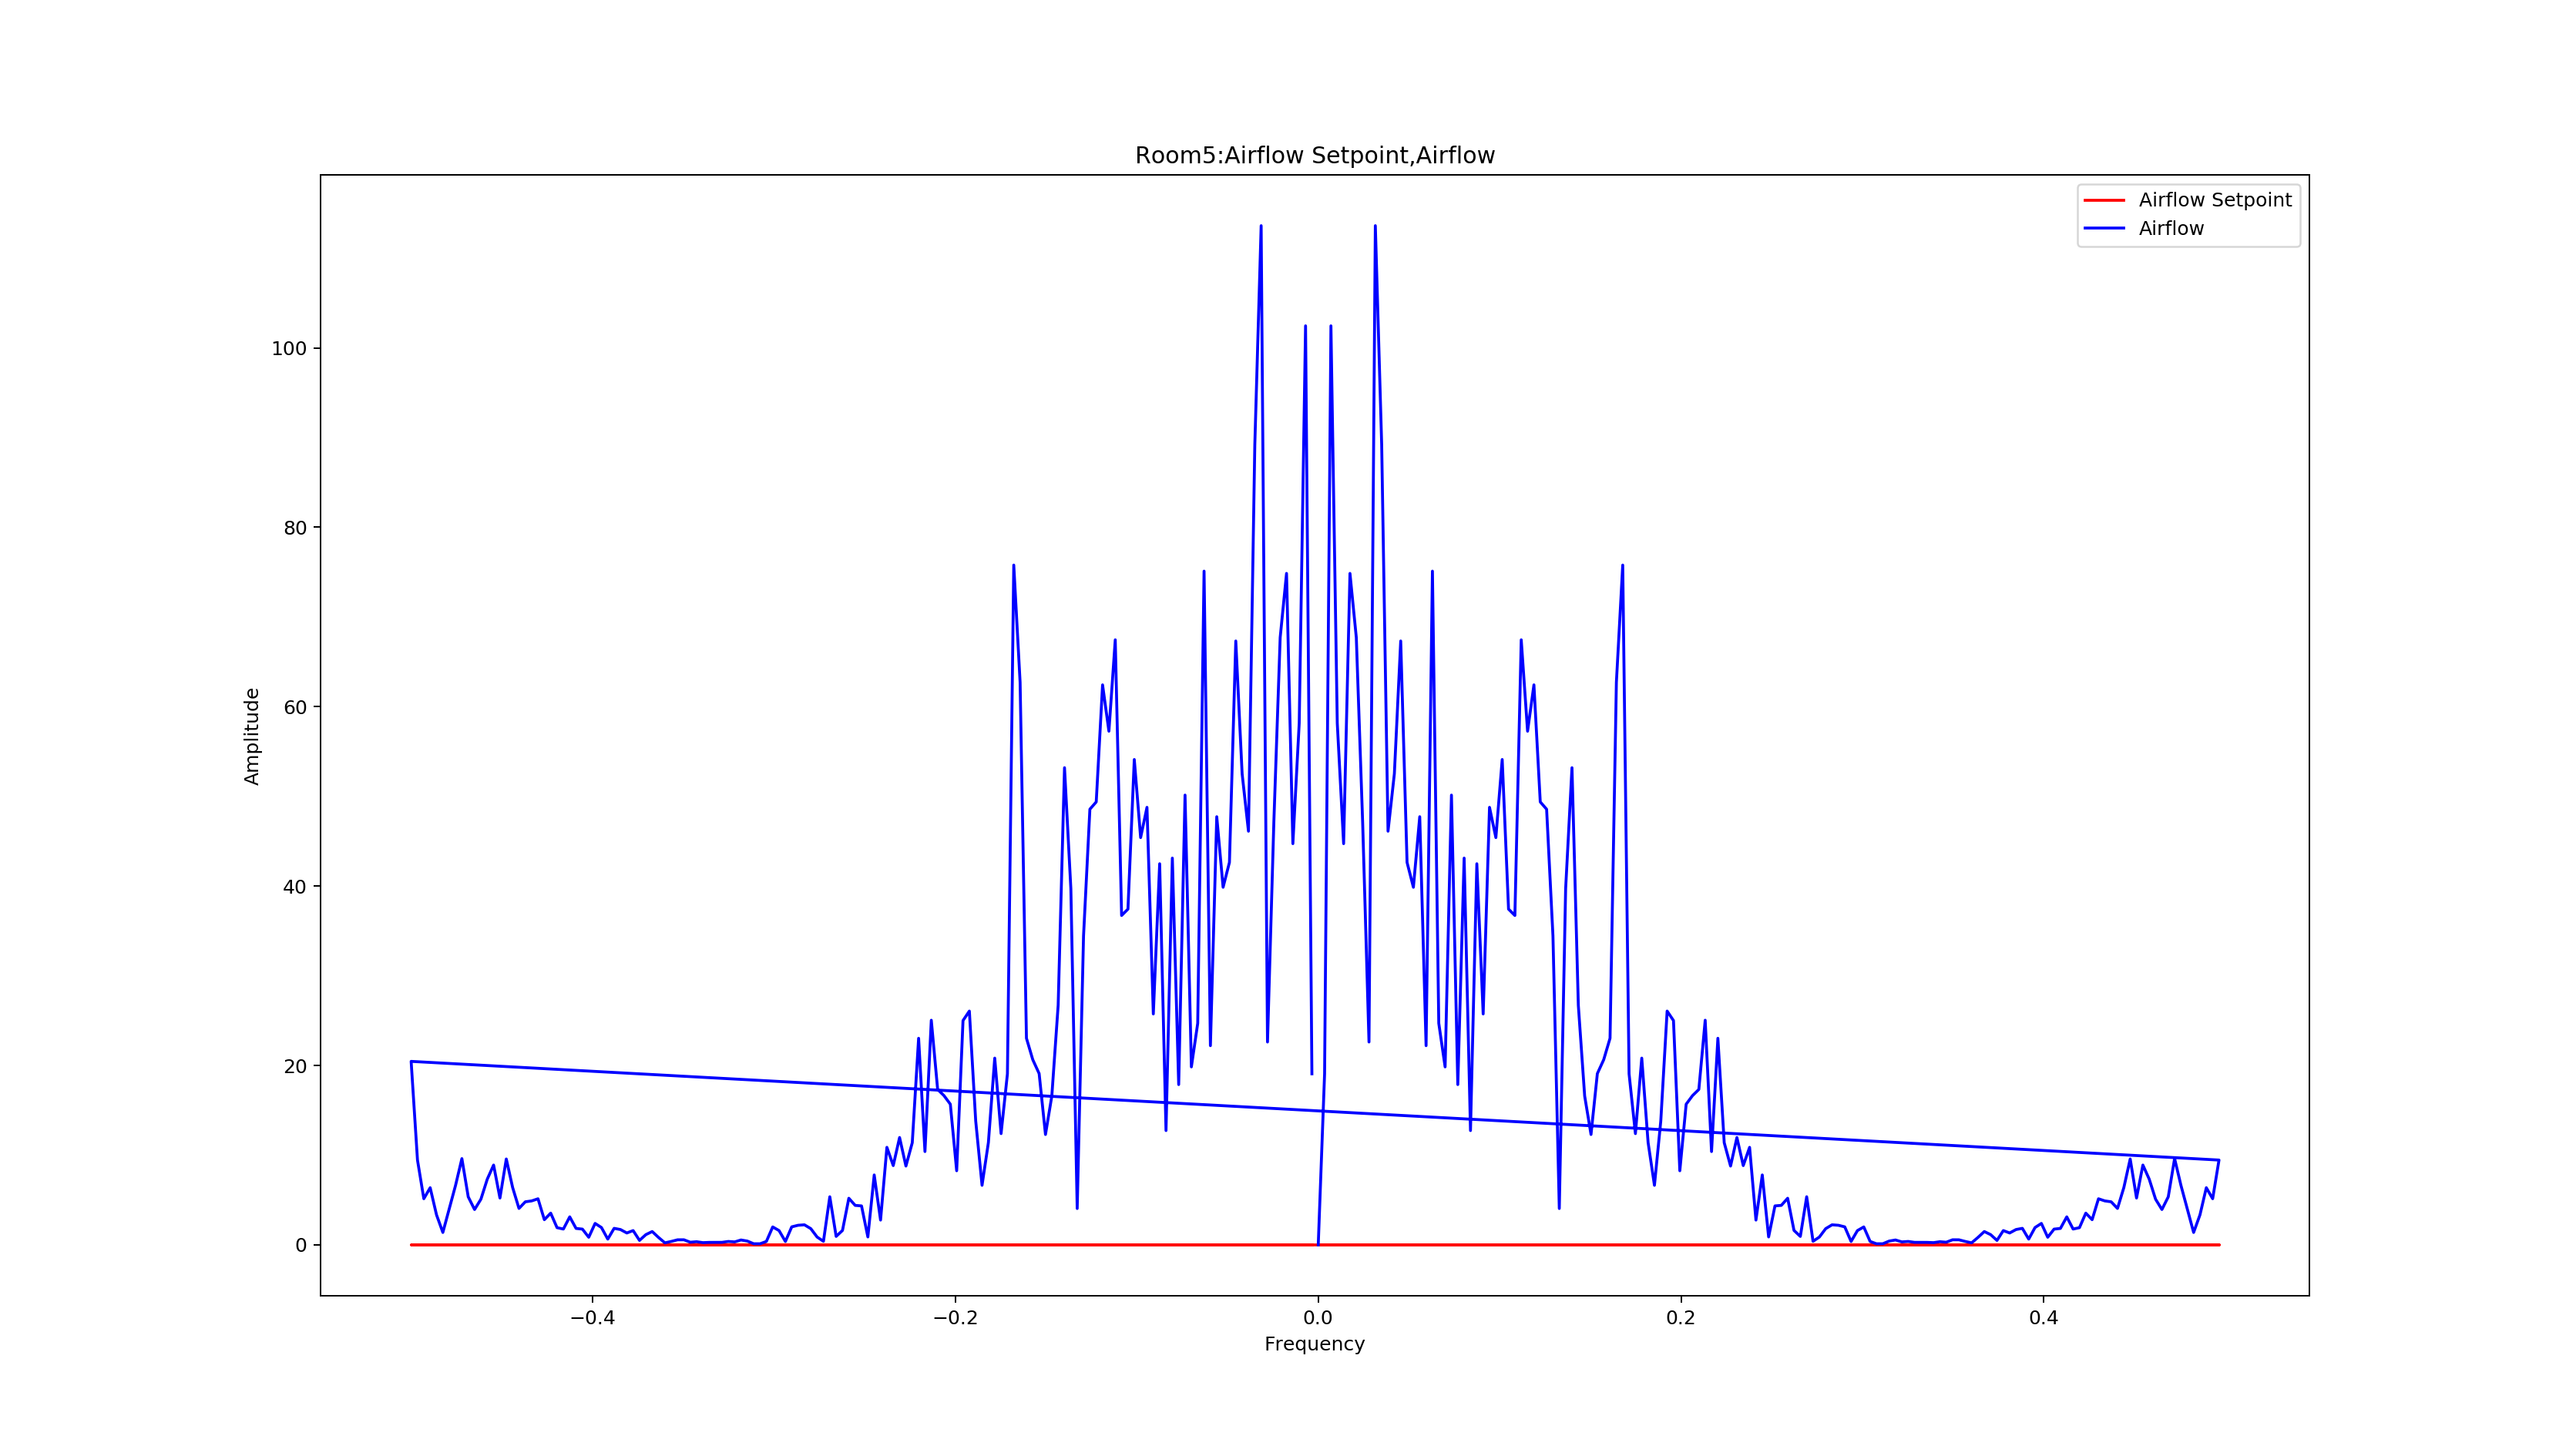 Room5:Airflow Setpoint,Airflow
Airflow Setpoint
Airflow
100
80
60
40
20
0
Amplitude
−0.4
−0.2
0.0
0.2
0.4
Frequency